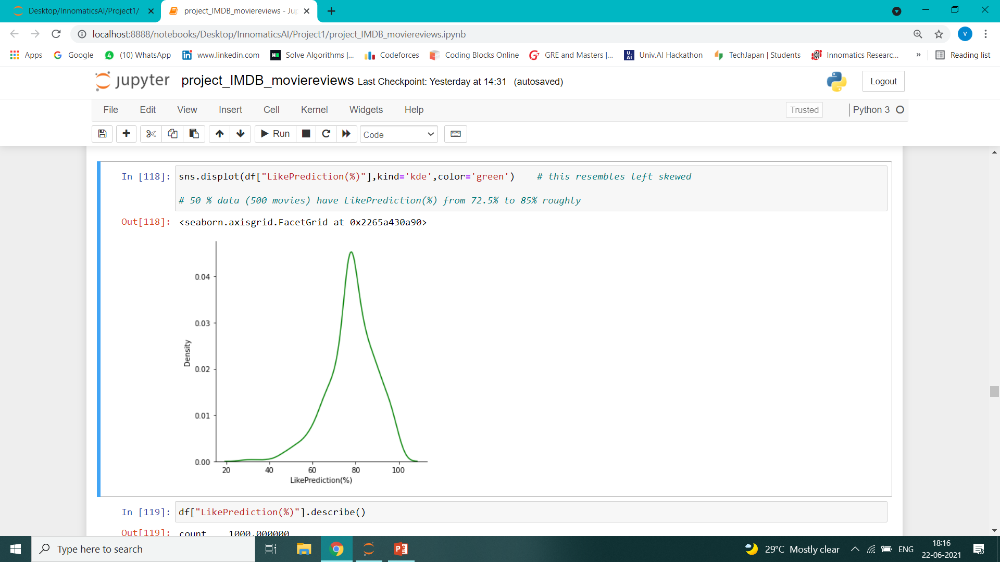 Desktop/InnomaticsAI/Project1/
project_IMDB_moviereviews - Jup
localhost:8888/notebooks/Desktop/InnomaticsAI/Project1/project_IMDB_moviereviews.ipynb
V
Apps
Google
(10) WhatsApp
www.linkedin.com
Solve Algorithms |...
Codeforces
Coding Blocks Online
GRE and Masters |...
Univ.AI Hackathon
TechJapan | Students
Innomatics Researc...
»
Reading list
jupyter
project_IMDB_moviereviews Last Checkpoint: Yesterday at 14:31 (autosaved)
Logout
File Edit View Insert Cell Kernel Widgets Help
Trusted
Python 3
Run
Code
In [118]: sns.displot(df["LikePrediction(%)"],kind='kde',color='green') # this resembles left skewed
# 50 % data (500 movies) have LikePrediction(%) from 72.5% to 85% roughly
Out[118]: <seaborn.axisgrid.FacetGrid at 0x2265a430a90>
0.04
0.03
0.02
0.01
0.00
Density
20 40 60 80 100
LikePrediction(%)
In [119]: df["LikePrediction(%)"].describe()
Out[119]: count 1000.000000
Type here to search
29°C Mostly clear
ENG
18:16
22-06-2021